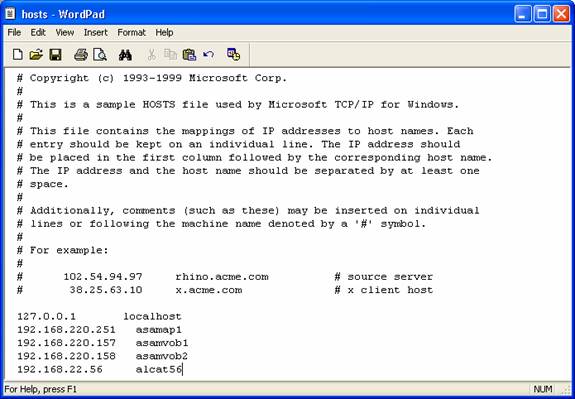 hosts - WordPad
File Edit View Insert Format Help
# Copyright (c) 1993-1999 Microsoft Corp.
#
# This is a sample HOSTS file used by Microsoft TCP/IP for Windows.
#
# This file contains the mappings of IP addresses to host names. Each
# entry should be kept on an individual line. The IP address should
# be placed in the first column followed by the corresponding host name.
# The IP address and the host name should be separated by at least one
# space.
#
# Additionally, comments (such as these) may be inserted on individual
# lines or following the machine name denoted by a '#' symbol.
#
# For example:
#
#      102.54.94.97     rhino.acme.com          # source server
#       38.25.63.10     x.acme.com              # x client host

127.0.0.1       localhost
192.168.220.251   asamap1
192.168.220.157   asamvob1
192.168.220.158   asamvob2
192.168.22.56     alcat56
For Help, press F1 NUM